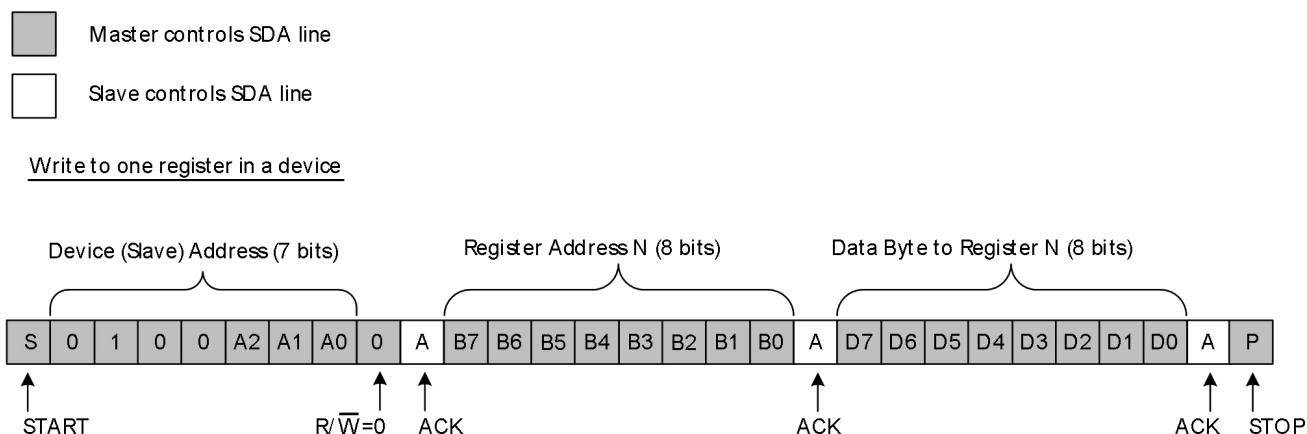 Master controls SDA line
Slave controls SDA line
Write to one register in a device
Device (Slave) Address (7 bits) Register Address N (8 bits) Data Byte to Register N (8 bits)
S 0 1 0 0 A2 A1 A0 0 A B7 B6 B5 B4 B3 B2 B1 B0 A D7 D6 D5 D4 D3 D2 D1 D0 A P
START R/W̅=0 ACK ACK ACK STOP